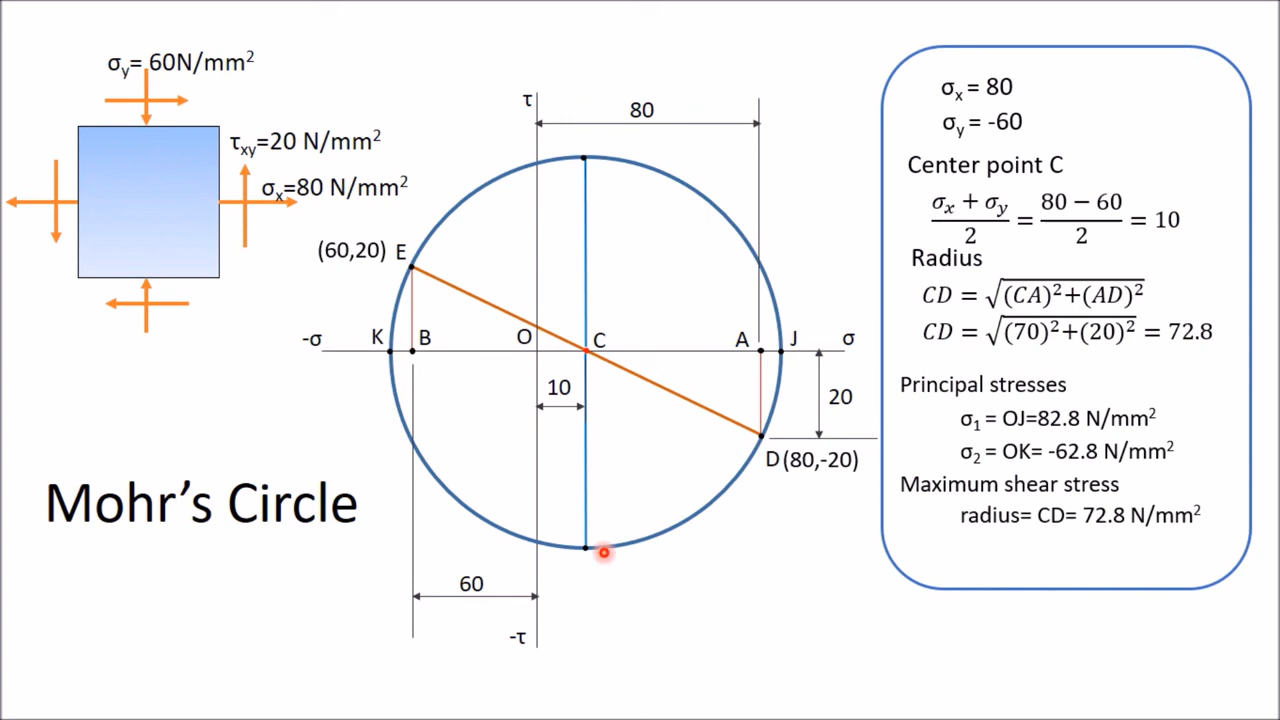 σy= 60N/mm²
τxy=20 N/mm²
σx=80 N/mm²
Mohr's Circle
τ
80
(60,20) E
-σ
K
B
O
C
A
J
σ
10
20
D(80,-20)
60
-τ
σx = 80
σy = -60
Center point C
(σx + σy)/2 = (80 − 60)/2 = 10
Radius
CD = √((CA)²+(AD)²)
CD = √((70)²+(20)²) = 72.8
Principal stresses
σ1 = OJ=82.8 N/mm²
σ2 = OK= -62.8 N/mm²
Maximum shear stress
radius= CD= 72.8 N/mm²